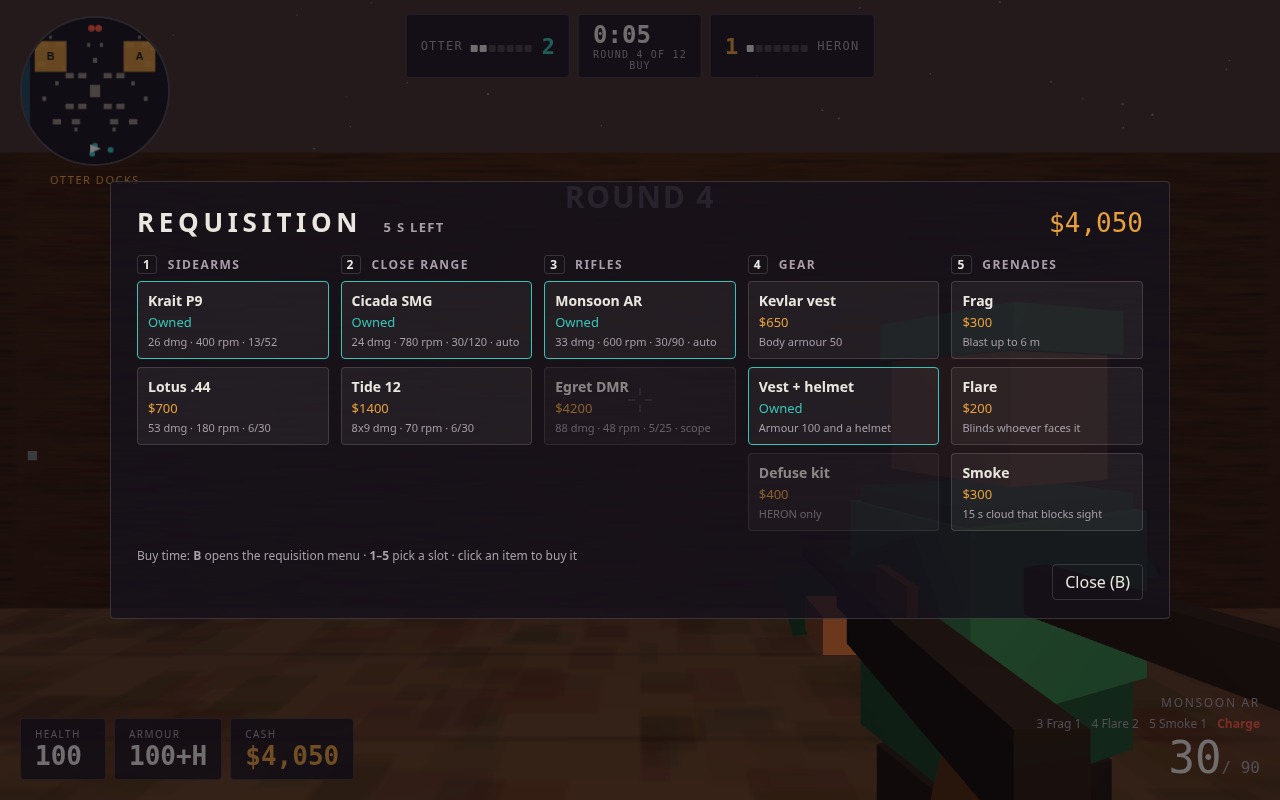 B
A
OTTER DOCKS
OTTER
2
0:05
ROUND 4 OF 12
BUY
1
HERON
ROUND 4
REQUISITION
5 S LEFT
$4,050
1 SIDEARMS
Krait P9
Owned
26 dmg · 400 rpm · 13/52
Lotus .44
$700
53 dmg · 180 rpm · 6/30
2 CLOSE RANGE
Cicada SMG
Owned
24 dmg · 780 rpm · 30/120 · auto
Tide 12
$1400
8x9 dmg · 70 rpm · 6/30
3 RIFLES
Monsoon AR
Owned
33 dmg · 600 rpm · 30/90 · auto
Egret DMR
$4200
88 dmg · 48 rpm · 5/25 · scope
4 GEAR
Kevlar vest
$650
Body armour 50
Vest + helmet
Owned
Armour 100 and a helmet
Defuse kit
$400
HERON only
5 GRENADES
Frag
$300
Blast up to 6 m
Flare
$200
Blinds whoever faces it
Smoke
$300
15 s cloud that blocks sight
Buy time: B opens the requisition menu · 1–5 pick a slot · click an item to buy it
Close (B)
HEALTH
100
ARMOUR
100+H
CASH
$4,050
MONSOON AR
3 Frag 1 4 Flare 2 5 Smoke 1 Charge
30 / 90